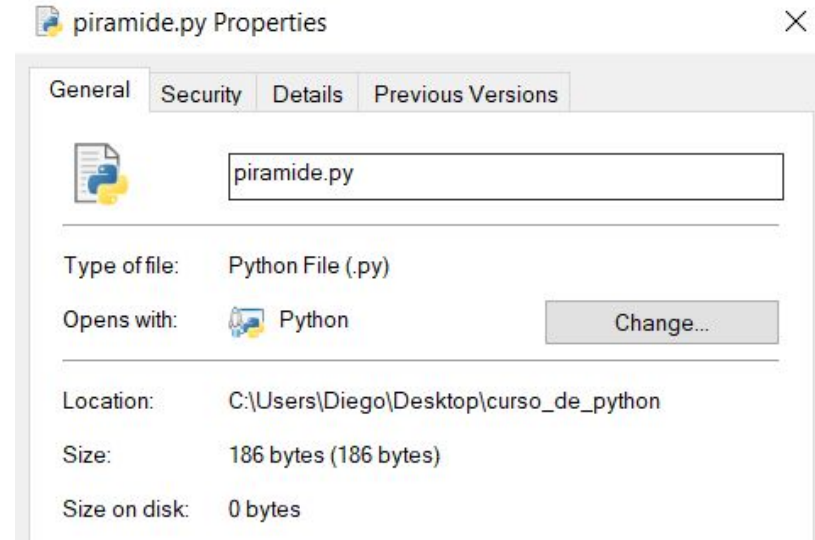 piramide.py Properties
General Security Details Previous Versions
piramide.py
Type of file: Python File (.py)
Opens with: Python Change...
Location: C:\Users\Diego\Desktop\curso_de_python
Size: 186 bytes (186 bytes)
Size on disk: 0 bytes